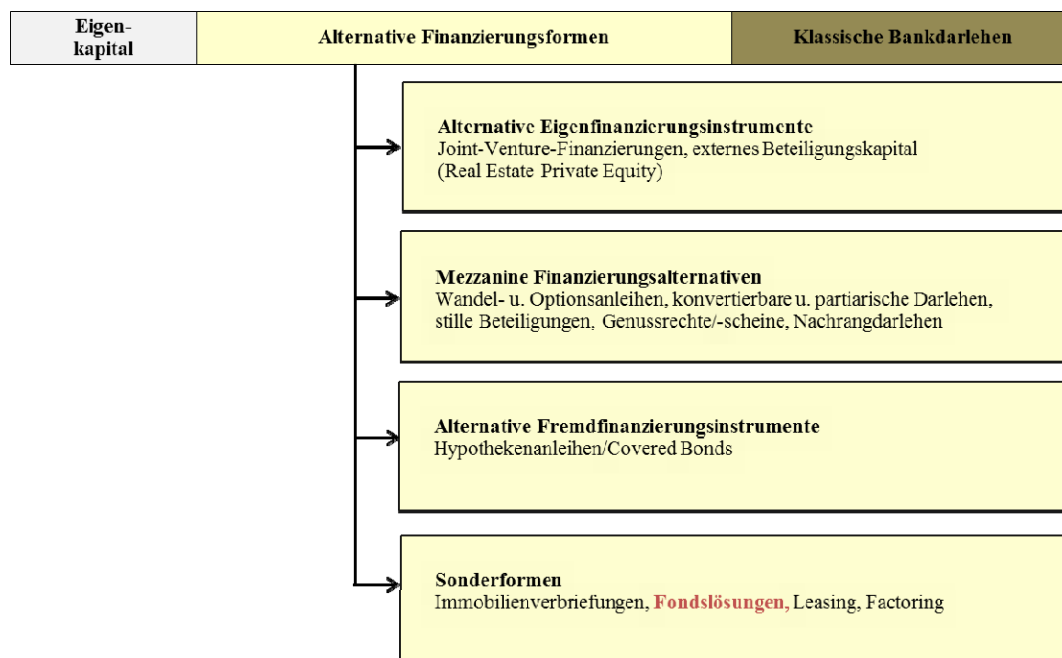 Eigen-
kapital
Alternative Finanzierungsformen
Klassische Bankdarlehen
Alternative Eigenfinanzierungsinstrumente
Joint-Venture-Finanzierungen, externes Beteiligungskapital
(Real Estate Private Equity)
Mezzanine Finanzierungsalternativen
Wandel- u. Optionsanleihen, konvertierbare u. partiarische Darlehen,
stille Beteiligungen, Genussrechte/-scheine, Nachrangdarlehen
Alternative Fremdfinanzierungsinstrumente
Hypothekenanleihen/Covered Bonds
Sonderformen
Immobilienverbriefungen, Fondslösungen, Leasing, Factoring